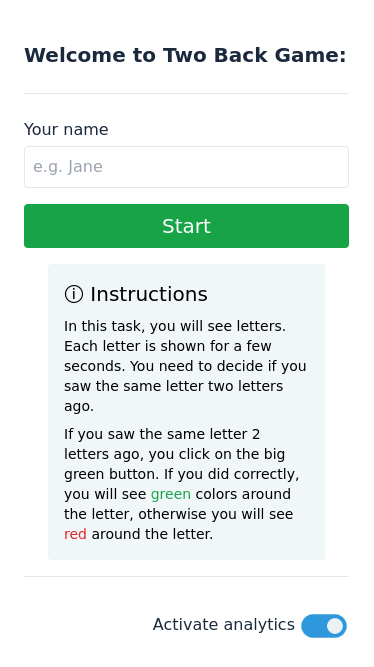 Welcome to Two Back Game:
Your name
e.g. Jane
Start
ⓘ Instructions
In this task, you will see letters.
Each letter is shown for a few
seconds. You need to decide if you
saw the same letter two letters
ago.
If you saw the same letter 2
letters ago, you click on the big
green button. If you did correctly,
you will see green colors around
the letter, otherwise you will see
red around the letter.
Activate analytics